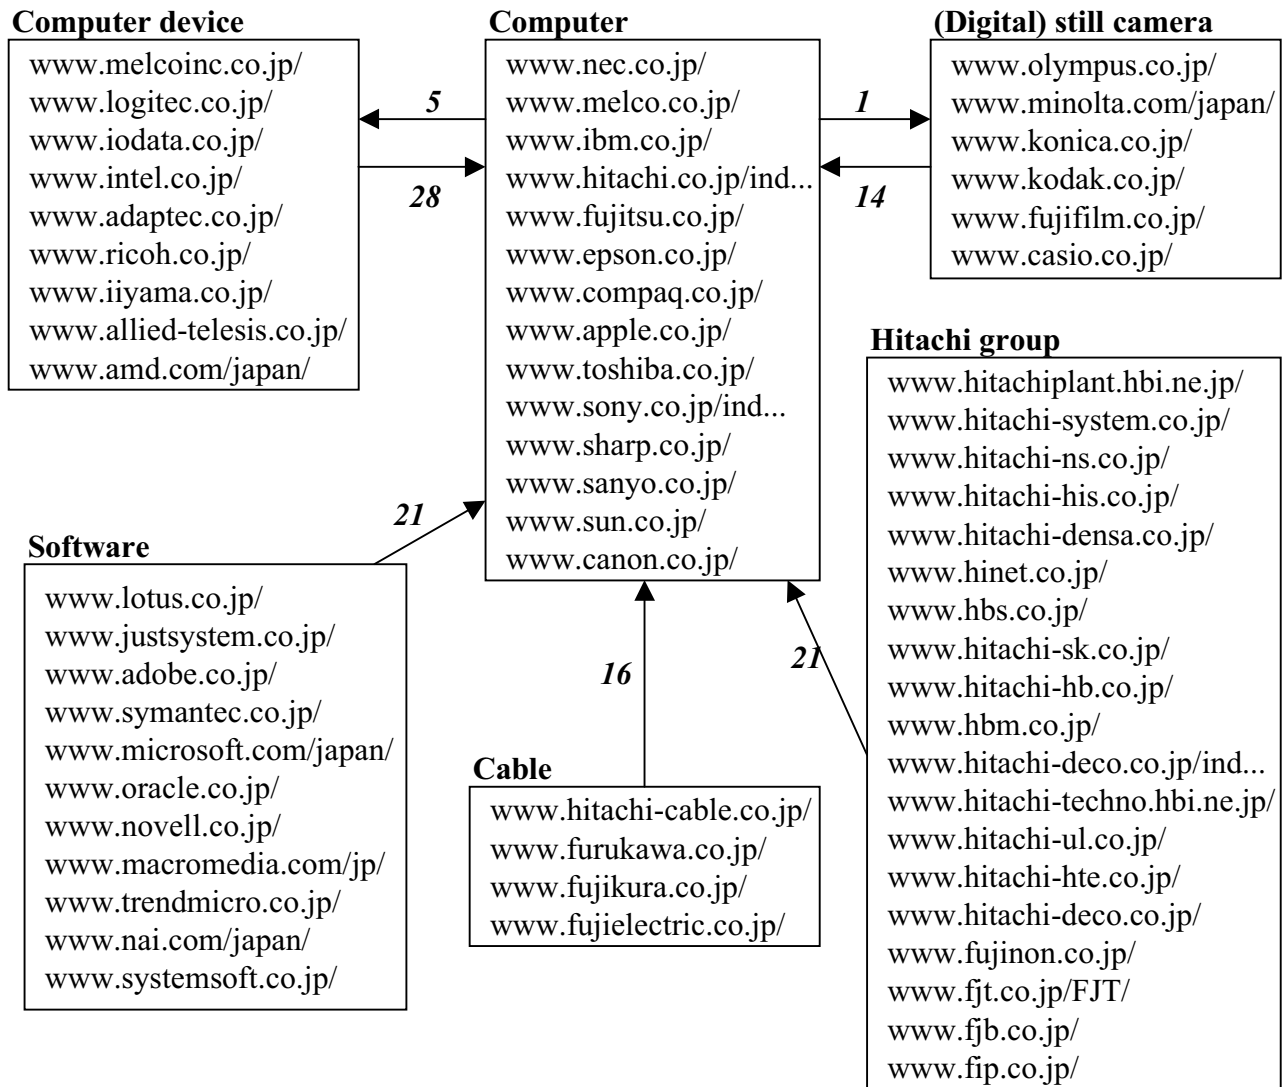 Computer device
www.melcoinc.co.jp/
www.logitec.co.jp/
www.iodata.co.jp/
www.intel.co.jp/
www.adaptec.co.jp/
www.ricoh.co.jp/
www.iiyama.co.jp/
www.allied-telesis.co.jp/
www.amd.com/japan/
5
28
Computer
www.nec.co.jp/
www.melco.co.jp/
www.ibm.co.jp/
www.hitachi.co.jp/ind...
www.fujitsu.co.jp/
www.epson.co.jp/
www.compaq.co.jp/
www.apple.co.jp/
www.toshiba.co.jp/
www.sony.co.jp/ind...
www.sharp.co.jp/
www.sanyo.co.jp/
www.sun.co.jp/
www.canon.co.jp/
1
14
(Digital) still camera
www.olympus.co.jp/
www.minolta.com/japan/
www.konica.co.jp/
www.kodak.co.jp/
www.fujifilm.co.jp/
www.casio.co.jp/
21
Software
www.lotus.co.jp/
www.justsystem.co.jp/
www.adobe.co.jp/
www.symantec.co.jp/
www.microsoft.com/japan/
www.oracle.co.jp/
www.novell.co.jp/
www.macromedia.com/jp/
www.trendmicro.co.jp/
www.nai.com/japan/
www.systemsoft.co.jp/
16
Cable
www.hitachi-cable.co.jp/
www.furukawa.co.jp/
www.fujikura.co.jp/
www.fujielectric.co.jp/
21
Hitachi group
www.hitachiplant.hbi.ne.jp/
www.hitachi-system.co.jp/
www.hitachi-ns.co.jp/
www.hitachi-his.co.jp/
www.hitachi-densa.co.jp/
www.hinet.co.jp/
www.hbs.co.jp/
www.hitachi-sk.co.jp/
www.hitachi-hb.co.jp/
www.hbm.co.jp/
www.hitachi-deco.co.jp/ind...
www.hitachi-techno.hbi.ne.jp/
www.hitachi-ul.co.jp/
www.hitachi-hte.co.jp/
www.hitachi-deco.co.jp/
www.fujinon.co.jp/
www.fjt.co.jp/FJT/
www.fjb.co.jp/
www.fip.co.jp/